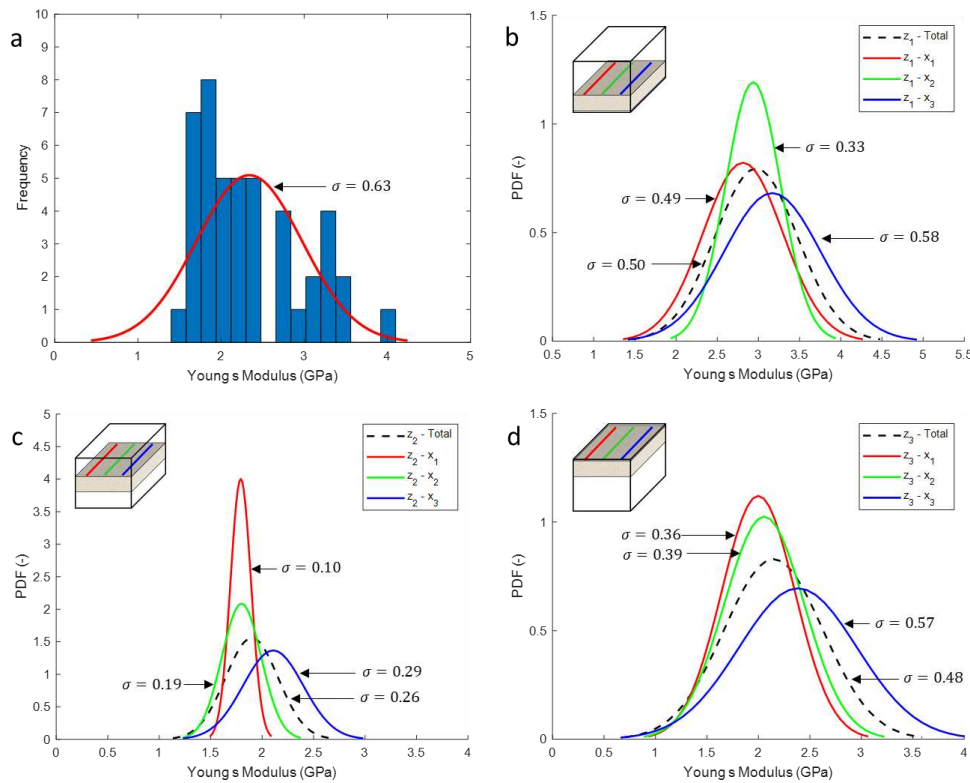 a
10
9
8
7
6
5
4
3
2
1
0
Frequency
σ = 0.63
0 1 2 3 4 5
Young s Modulus (GPa)
b
1.5
1
0.5
0
PDF (-)
z1 - Total
z1 - x1
z1 - x2
z1 - x3
σ = 0.33
σ = 0.49
σ = 0.58
σ = 0.50
0.5 1 1.5 2 2.5 3 3.5 4 4.5 5 5.5
Young s Modulus (GPa)
c
5
4.5
4
3.5
3
2.5
2
1.5
1
0.5
0
PDF (-)
z2 - Total
z2 - x1
z2 - x2
z2 - x3
σ = 0.10
σ = 0.29
σ = 0.19
σ = 0.26
0 0.5 1 1.5 2 2.5 3 3.5 4
Young s Modulus (GPa)
d
1.5
1
0.5
0
PDF (-)
z3 - Total
z3 - x1
z3 - x2
z3 - x3
σ = 0.36
σ = 0.39
σ = 0.57
σ = 0.48
0 0.5 1 1.5 2 2.5 3 3.5 4
Young s Modulus (GPa)